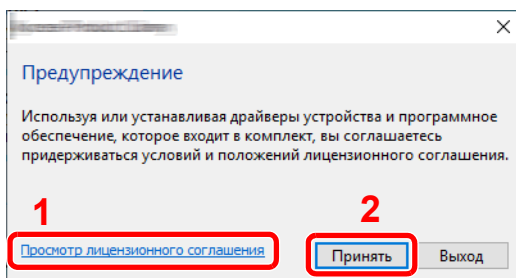 Предупреждение
Используя или устанавливая драйверы устройства и программное
обеспечение, которое входит в комплект, вы соглашаетесь
придерживаться условий и положений лицензионного соглашения.
1
2
Просмотр лицензионного соглашения
Принять
Выход